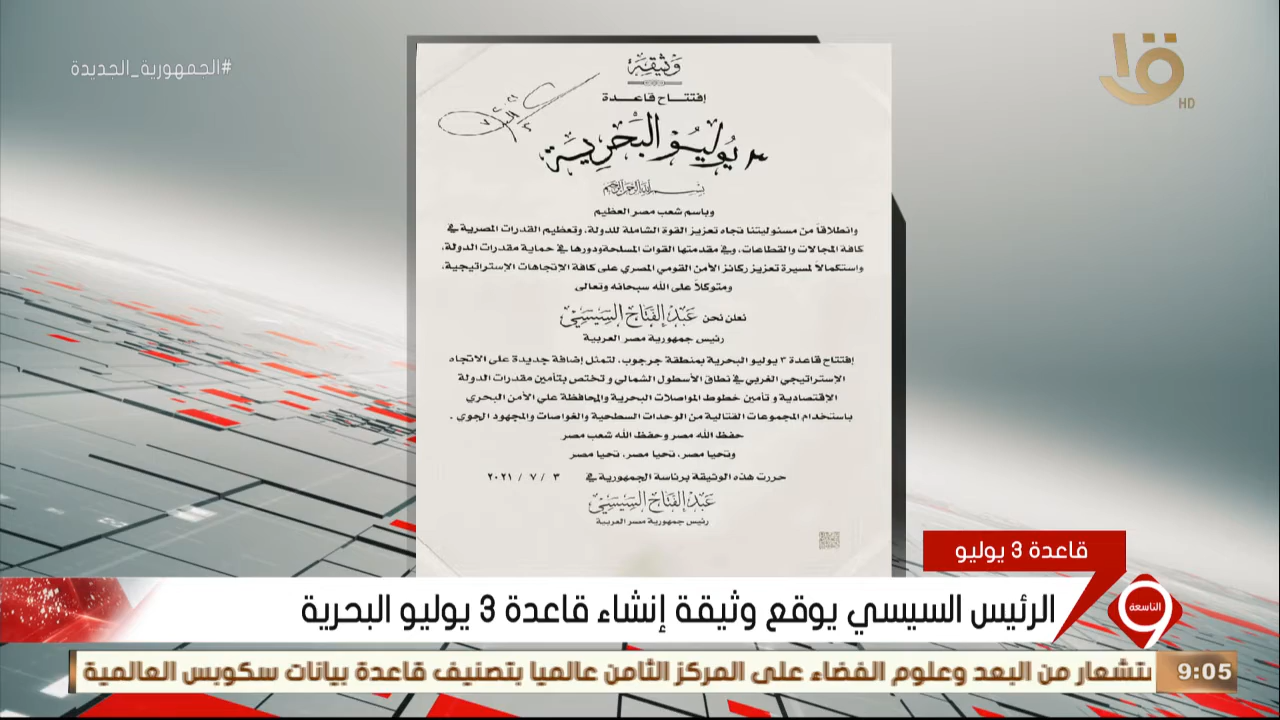 #الجمهورية_الجديدة
HD
وثيقة
إفتتاح قاعدة
٣ يوليو البحرية
بسم الله الرحمن الرحيم
وباسم شعب مصر العظيم
وانطلاقاً من مسئوليتنا تجاه تعزيز القوة الشاملة للدولة، وتعظيم القدرات المصرية في
كافة المجالات والقطاعات، وفي مقدمتها القوات المسلحة ودورها في حماية مقدرات الدولة،
واستكمالاً لمسيرة تعزيز ركائز الأمن القومي المصري على كافة الإتجاهات الإستراتيجية،
ومتوكلاً على الله سبحانه وتعالى
نعلن نحن عبد الفتاح السيسي
رئيس جمهورية مصر العربية
إفتتاح قاعدة ٣ يوليو البحرية بمنطقة جرجوب، لتمثل إضافة جديدة على الاتجاه
الإستراتيجي الغربي في نطاق الأسطول الشمالي و تختص بتأمين مقدرات الدولة
الإقتصادية و تأمين خطوط المواصلات البحرية والمحافظة على الأمن البحري
باستخدام المجموعات القتالية من الوحدات السطحية والغواصات والمجهود الجوي .
حفظ الله مصر وحفظ الله شعب مصر
وتحيا مصر، تحيا مصر، تحيا مصر
حررت هذه الوثيقة برئاسة الجمهورية في ٣ / ٧ / ٢٠٢١
عبد الفتاح السيسي
رئيس جمهورية مصر العربية
قاعدة 3 يوليو
التاسعة
الرئيس السيسي يوقع وثيقة إنشاء قاعدة 3 يوليو البحرية
9:05
ستشعار من البعد وعلوم الفضاء على المركز الثامن عالميا بتصنيف قاعدة بيانات سكوبس العالمية